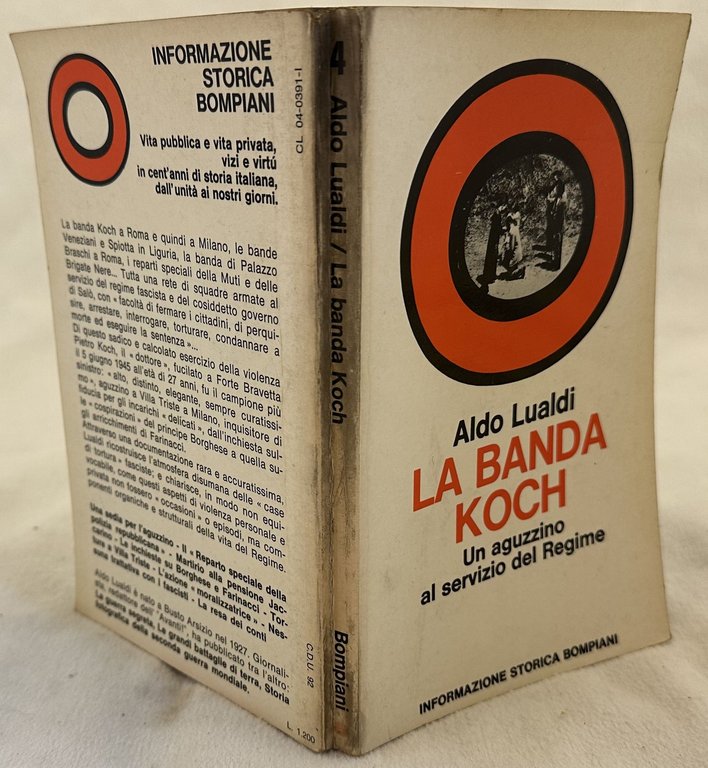 INFORMAZIONE
STORICA
BOMPIANI
Vita pubblica e vita privata,
vizi e virtú
in cent'anni di storia italiana,
dall'unità ai nostri giorni.
La banda Koch a Roma e quindi a Milano, le bande
Veneziani e Spiotta in Liguria, la banda di Palazzo
Braschi a Roma, i reparti speciali della Muti e delle
Brigate Nere... Tutta una rete di squadre armate al
servizio del regime fascista e del cosiddetto governo
di Salò, con « facoltà di fermare i cittadini, di perqui-
sire, arrestare, interrogare, torturare, condannare a
morte ed eseguire la sentenza »...
Di questo sadico e calcolato esercizio della violenza
Pietro Koch, il « dottore », fucilato a Forte Bravetta
il 5 giugno 1945 all'età di 27 anni, fu il campione più
sinistro: « alto, distinto, elegante, sempre curatissi-
mo », aguzzino a Villa Triste a Milano, inquisitore di
fiducia per gli incarichi « delicati », dall'inchiesta sul-
le « cospirazioni » del principe Borghese a quella su-
gli arricchimenti di Farinacci.
Attraverso una documentazione rara e accuratissima,
Lualdi ricostruisce l'atmosfera disumana delle « case
di tortura » fasciste; e chiarisce, in modo non equi-
vocabile, come questi aspetti di violenza personale e
privata non fossero « occasioni » o episodi, ma com-
ponenti organiche e strutturali della vita del Regime.
Una sedia per l'aguzzino - Il « Reparto speciale della
polizia repubblicana » - Martirio alla pensione Jac-
carino - Le inchieste su Borghese e Farinacci - Tor-
ture a Villa Triste - L'azione « moralizzatrice » - Nes-
suna trattativa con i fascisti - La resa dei conti
Aldo Lualdi è nato a Busto Arsizio nel 1927. Giornali-
sta, redattore dell'"Avanti!", ha pubblicato tra l'altro:
La guerra segreta, Le grandi battaglie di terra, Storia
fotografica della seconda guerra mondiale.
CL 04-0391-I
C.D.U. 92
L. 1.200
4 Aldo Lualdi / La banda Koch
Bompiani
Aldo Lualdi
LA BANDA
KOCH
Un aguzzino
al servizio del Regime
INFORMAZIONE STORICA BOMPIANI